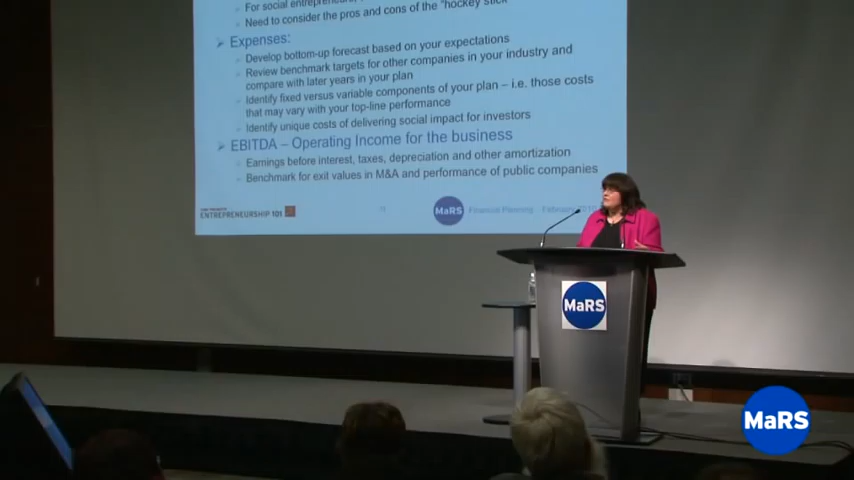 For social entrepreneurs
Need to consider the pros and cons of the "hockey stick"
Expenses:
Develop bottom-up forecast based on your expectations
Review benchmark targets for other companies in your industry and
compare with later years in your plan
Identify fixed versus variable components of your plan – i.e. those costs
that may vary with your top-line performance
Identify unique costs of delivering social impact for investors
EBITDA – Operating Income for the business
Earnings before interest, taxes, depreciation and other amortization
Benchmark for exit values in M&A and performance of public companies
ENTREPRENEURSHIP 101
MaRS Financial Planning - February 2010
MaRS
MaRS